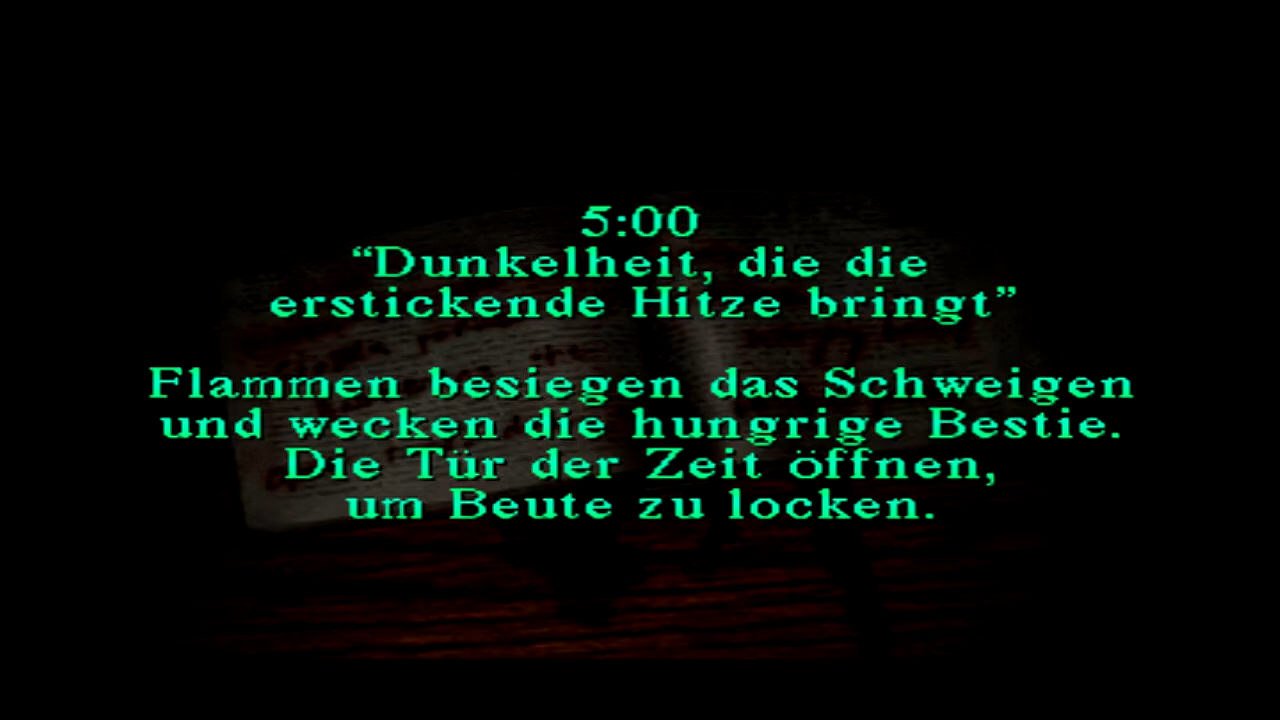 5:00
“Dunkelheit, die die
erstickende Hitze bringt”
Flammen besiegen das Schweigen
und wecken die hungrige Bestie.
Die Tür der Zeit öffnen,
um Beute zu locken.